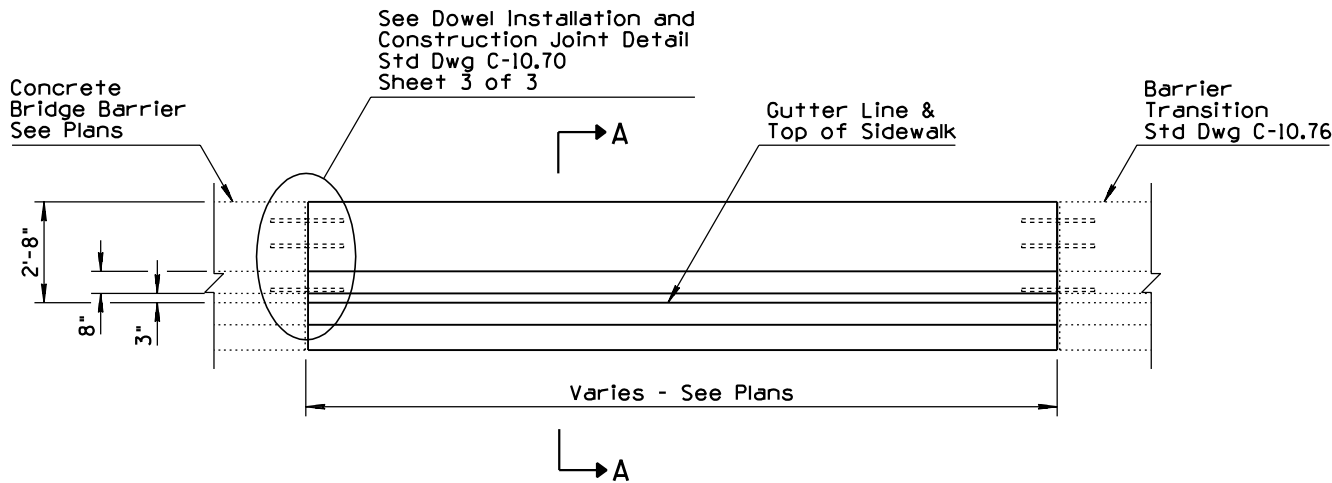 See Dowel Installation and
Construction Joint Detail
Std Dwg C-10.70
Sheet 3 of 3
Concrete
Bridge Barrier
See Plans
Gutter Line &
Top of Sidewalk
Barrier
Transition
Std Dwg C-10.76
A
2'-8"
8"
3"
Varies - See Plans
A